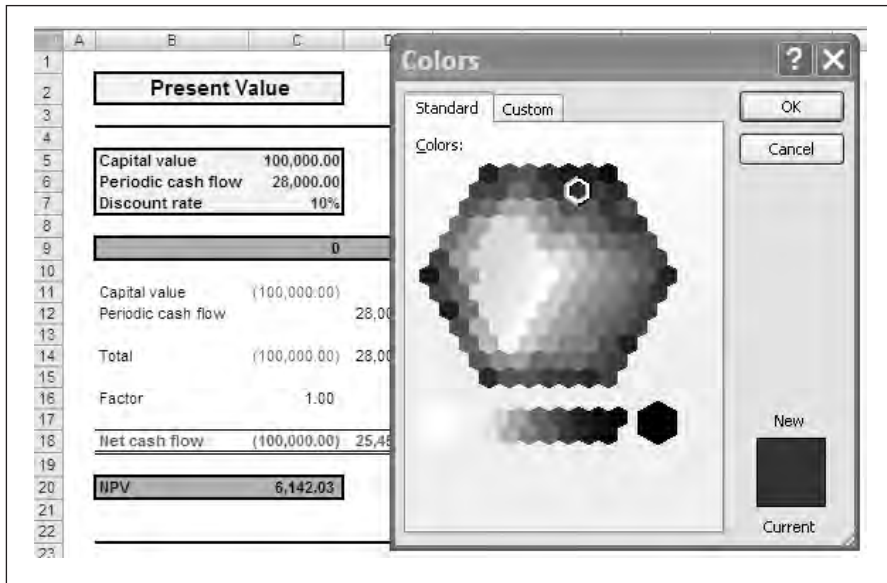 A B C
1
2 Present Value
3
4
5 Capital value 100,000.00
6 Periodic cash flow 28,000.00
7 Discount rate 10%
8
9 0
10
11 Capital value (100,000.00)
12 Periodic cash flow 28,00
13
14 Total (100,000.00) 28,00
15
16 Factor 1.00
17
18 Net cash flow (100,000.00) 25,45
19
20 NPV 6,142.03
21
22
23
Colors
Standard Custom
Colors:
OK
Cancel
New
Current